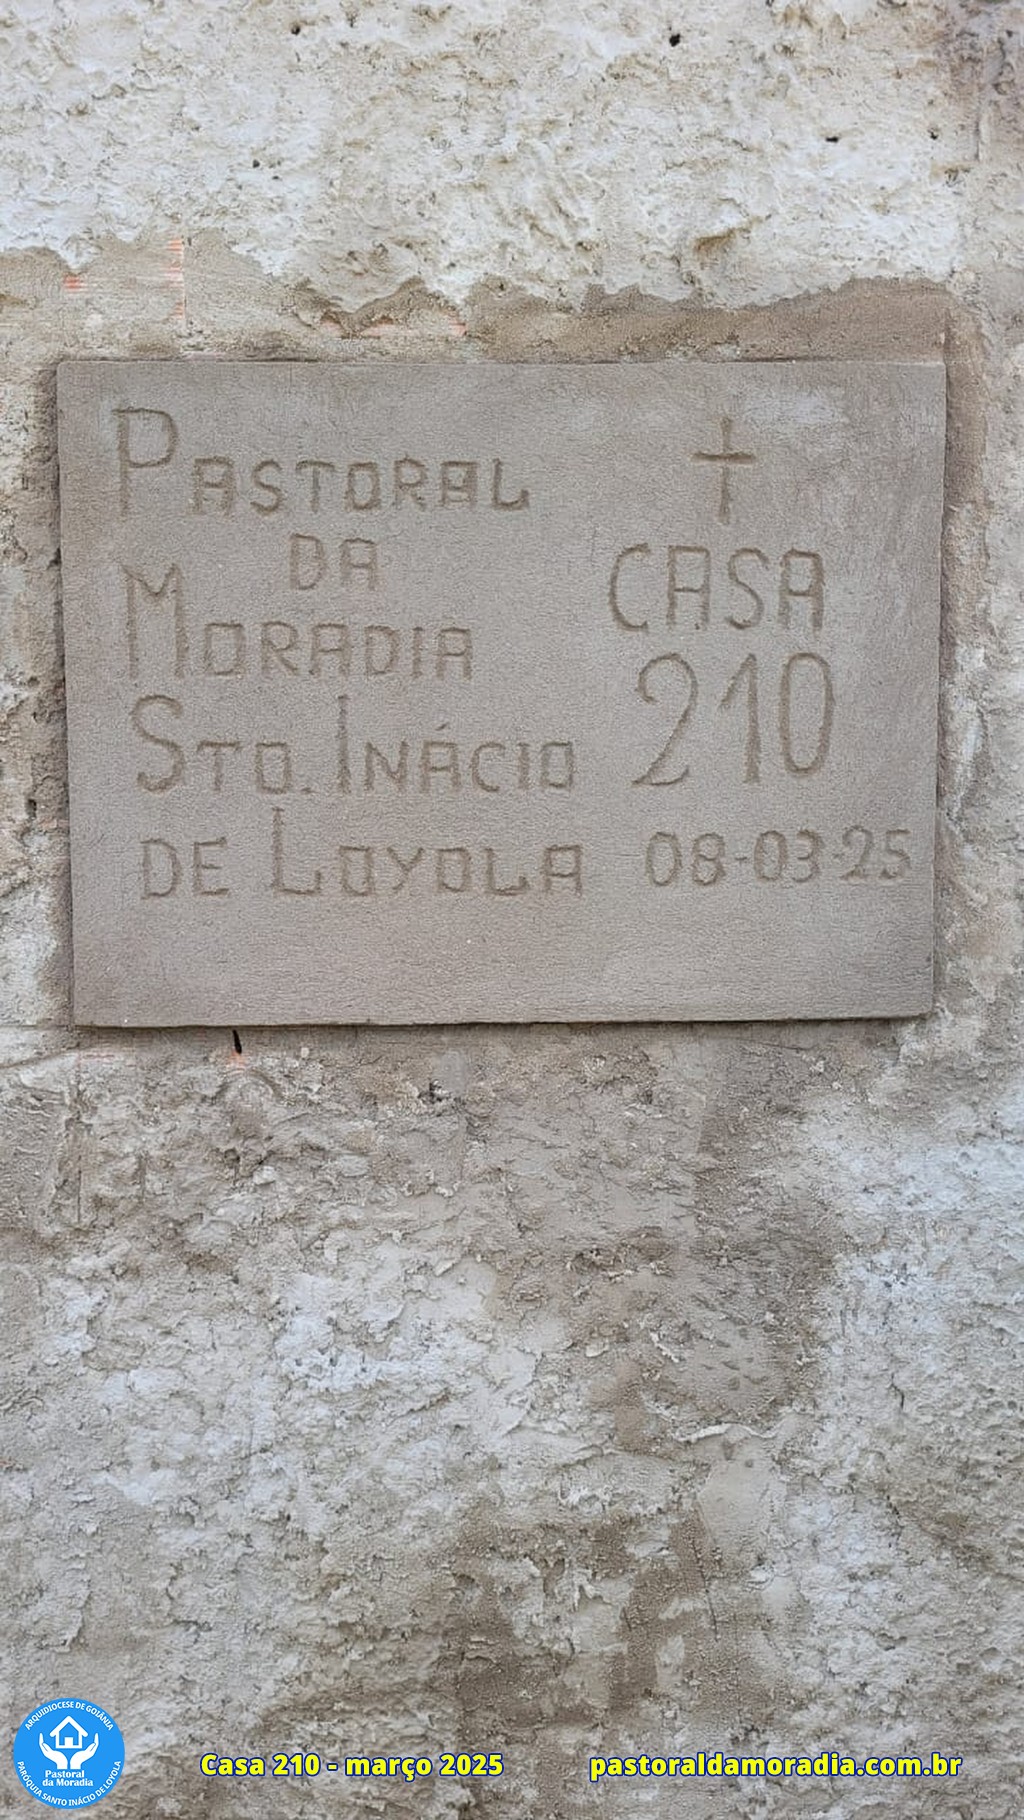 Pastoral
da
Moradia
Sto. Inácio
de Loyola
CASA
210
08-03-25
ARQUIDIOCESE DE GOIÂNIA
Pastoral
da Moradia
PARÓQUIA SANTO INÁCIO DE LOYOLA
Casa 210 - março 2025
pastoraldamoradia.com.br